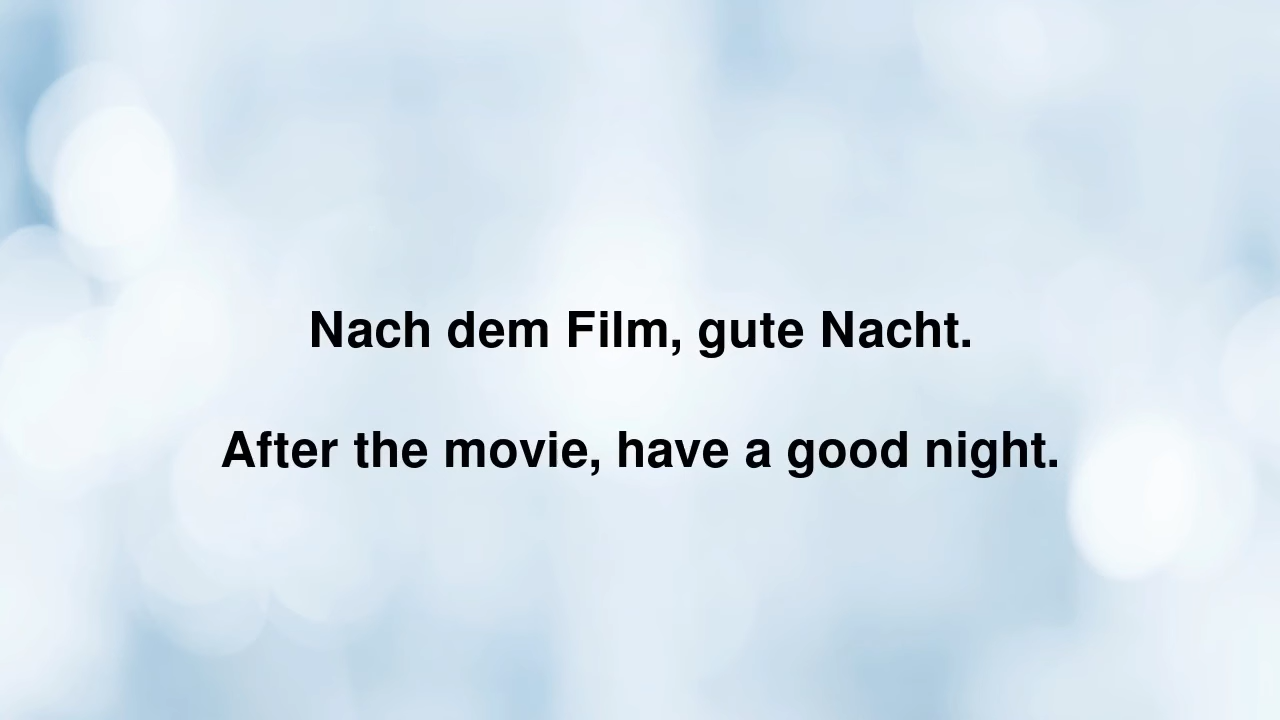 Nach dem Film, gute Nacht.
After the movie, have a good night.